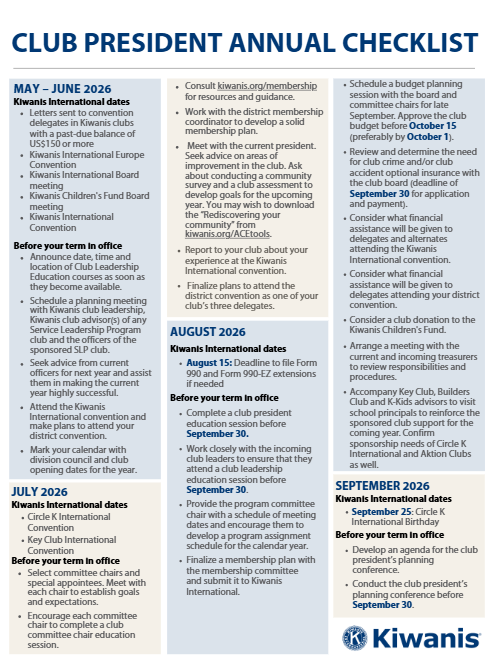 CLUB PRESIDENT ANNUAL CHECKLIST
MAY – JUNE 2026
Kiwanis International dates
• Letters sent to convention
delegates in Kiwanis clubs
with a past-due balance of
US$150 or more
• Kiwanis International Europe
Convention
• Kiwanis International Board
meeting
• Kiwanis Children's Fund Board
meeting
• Kiwanis International
Convention
Before your term in office
• Announce date, time and
location of Club Leadership
Education courses as soon as
they become available.
• Schedule a planning meeting
with Kiwanis club leadership,
Kiwanis club advisor(s) of any
Service Leadership Program
club and the officers of the
sponsored SLP club.
• Seek advice from current
officers for next year and assist
them in making the current
year highly successful.
• Attend the Kiwanis
International convention and
make plans to attend your
district convention.
• Mark your calendar with
division council and club
opening dates for the year.
JULY 2026
Kiwanis International dates
• Circle K International
Convention
• Key Club International
Convention
Before your term in office
• Select committee chairs and
special appointees. Meet with
each chair to establish goals
and expectations.
• Encourage each committee
chair to complete a club
committee chair education
session.
• Consult kiwanis.org/membership
for resources and guidance.
• Work with the district membership
coordinator to develop a solid
membership plan.
• Meet with the current president.
Seek advice on areas of
improvement in the club. Ask
about conducting a community
survey and a club assessment to
develop goals for the upcoming
year. You may wish to download
the "Rediscovering your
community" from
kiwanis.org/ACEtools.
• Report to your club about your
experience at the Kiwanis
International convention.
• Finalize plans to attend the
district convention as one of your
club's three delegates.
AUGUST 2026
Kiwanis International dates
• August 15: Deadline to file Form
990 and Form 990-EZ extensions
if needed
Before your term in office
• Complete a club president
education session before
September 30.
• Work closely with the incoming
club leaders to ensure that they
attend a club leadership
education session before
September 30.
• Provide the program committee
chair with a schedule of meeting
dates and encourage them to
develop a program assignment
schedule for the calendar year.
• Finalize a membership plan with
the membership committee
and submit it to Kiwanis
International.
• Schedule a budget planning
session with the board and
committee chairs for late
September. Approve the club
budget before October 15
(preferably by October 1).
• Review and determine the need
for club crime and/or club
accident optional insurance with
the club board (deadline of
September 30 for application
and payment).
• Consider what financial
assistance will be given to
delegates and alternates
attending the Kiwanis
International convention.
• Consider what financial
assistance will be given to
delegates attending your district
convention.
• Consider a club donation to the
Kiwanis Children's Fund.
• Arrange a meeting with the
current and incoming treasurers
to review responsibilities and
procedures.
• Accompany Key Club, Builders
Club and K-Kids advisors to visit
school principals to reinforce the
sponsored club support for the
coming year. Confirm
sponsorship needs of Circle K
International and Aktion Clubs
as well.
SEPTEMBER 2026
Kiwanis International dates
• September 25: Circle K
International Birthday
Before your term in office
• Develop an agenda for the club
president's planning
conference.
• Conduct the club president's
planning conference before
September 30.
Kiwanis